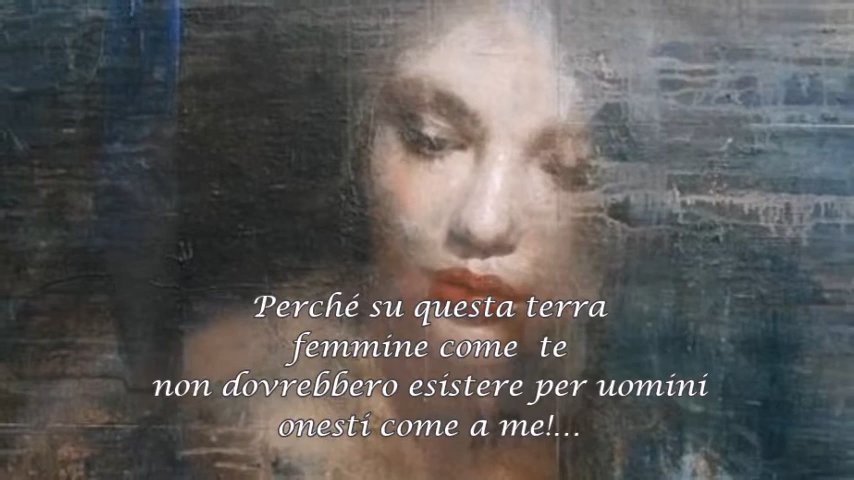 Perché su questa terra
femmine come te
non dovrebbero esistere per uomini
onesti come a me!...